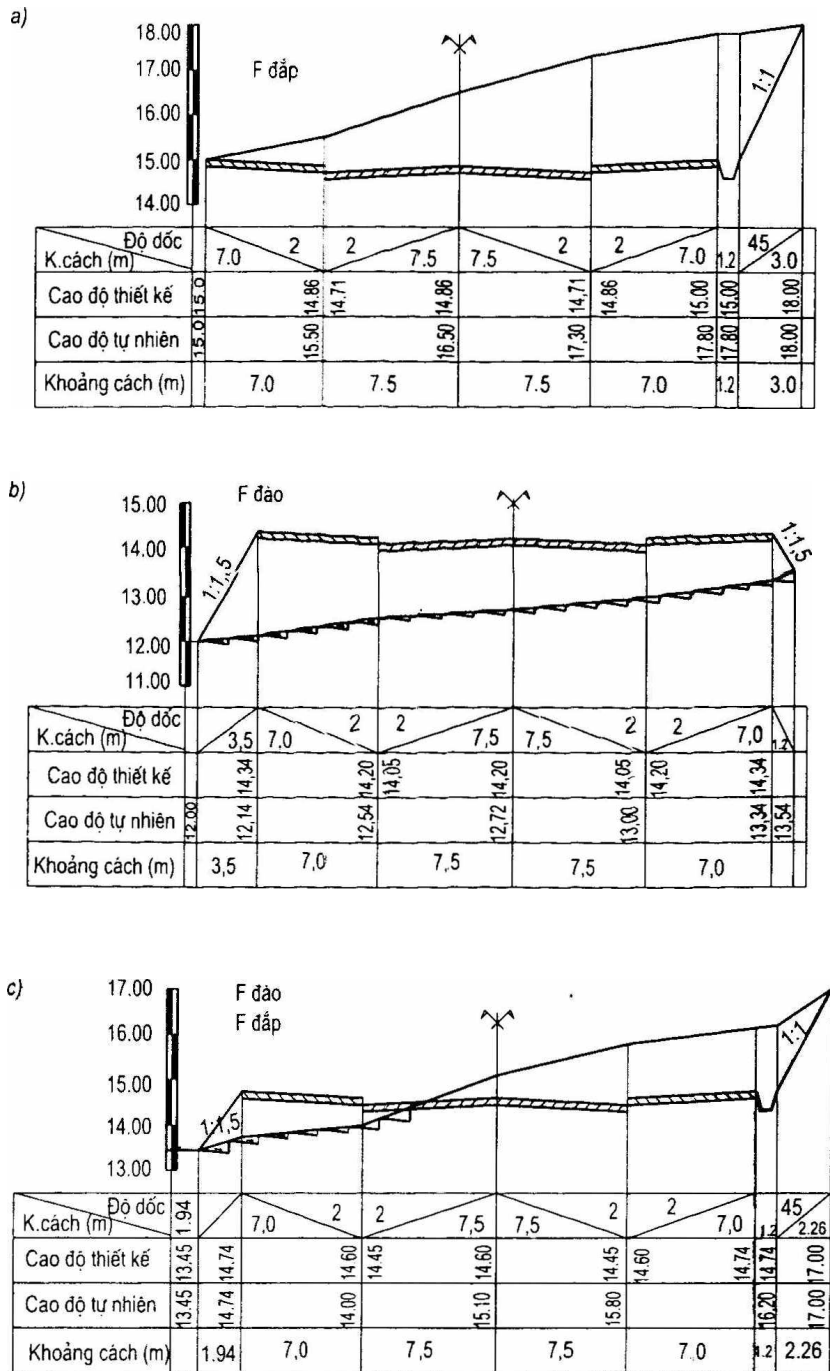 a)
18.00
17.00
16.00
15.00
14.00
F đắp
1:1
Độ dốc
K.cách (m)
7.0 2 2 7.5 7.5 2 2 7.0 1.2 45 3.0
Cao độ thiết kế
15.0 14.86 14.71 14.86 14,71 14.86 15.00 15.00 18.00
Cao độ tự nhiên
15.0 15.50 16.50 17,30 17.80 17.80 18.00
Khoảng cách (m) 7.0 7.5 7.5 7.0 1.2 3.0
b)
15.00
14.00
13.00
12.00
11.00
F đào
1:1,5
1:1,5
Độ dốc
K.cách (m)
3,5 7,0 2 2 7,5 7,5 2 2 7,0 1.2
Cao độ thiết kế
14,34 14,20 14,05 14,20 14,05 14,20 14,34
Cao độ tự nhiên
12.00 12,14 12,54 12,72 13,00 13,34 13,54
Khoảng cách (m) 3,5 7,0 7,5 7,5 7,0
c)
17.00
16.00
15.00
14.00
13.00
F đào
F đắp
1:1,5
1:1
Độ dốc
K.cách (m)
1.94 7,0 2 2 7,5 7,5 2 2 7,0 1.2 45 2.26
Cao độ thiết kế
13.45 14.74 14.60 14.45 14.60 14.45 14.60 14.74 14.74 17.00
Cao độ tự nhiên
13.45 14.74 14.00 15.10 15.80 16,20 17.00
Khoảng cách (m) 1.94 7,0 7,5 7,5 7,0 1.2 2.26